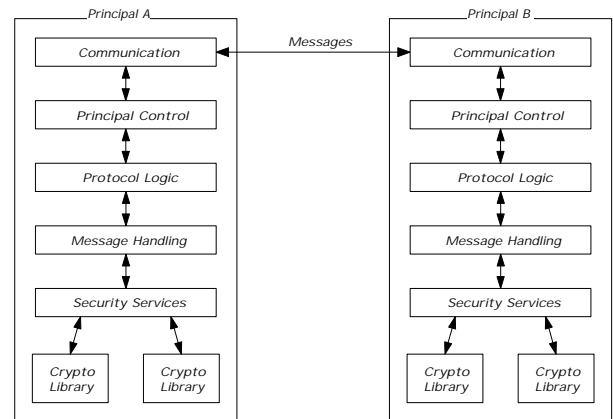 Principal A
Principal B
Messages
Communication
Communication
Principal Control
Principal Control
Protocol Logic
Protocol Logic
Message Handling
Message Handling
Security Services
Security Services
Crypto
Library
Crypto
Library
Crypto
Library
Crypto
Library